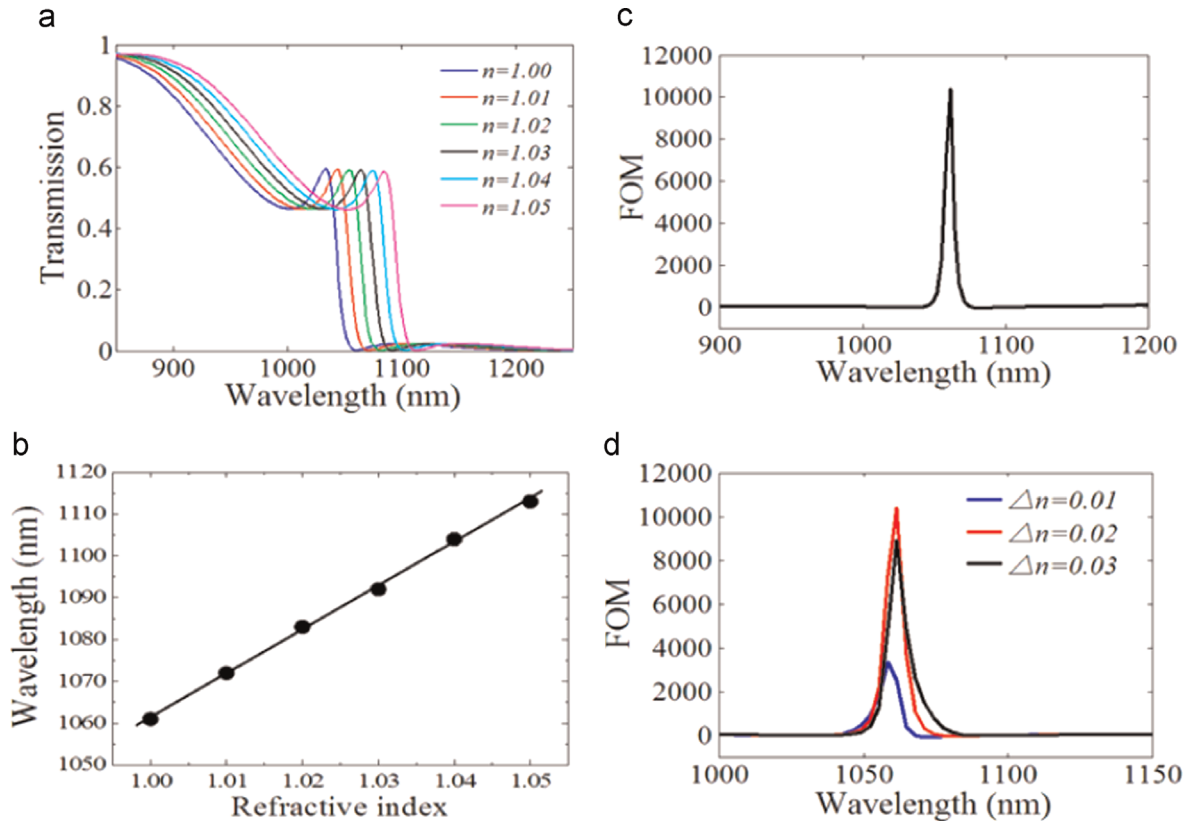 a
1
0.8
0.6
0.4
0.2
0
Transmission
n=1.00
n=1.01
n=1.02
n=1.03
n=1.04
n=1.05
900 1000 1100 1200
Wavelength (nm)
c
12000
10000
8000
6000
4000
2000
0
FOM
900 1000 1100 1200
Wavelength (nm)
b
1120
1110
1100
1090
1080
1070
1060
1050
Wavelength (nm)
1.00 1.01 1.02 1.03 1.04 1.05
Refractive index
d
12000
10000
8000
6000
4000
2000
0
FOM
△n=0.01
△n=0.02
△n=0.03
1000 1050 1100 1150
Wavelength (nm)